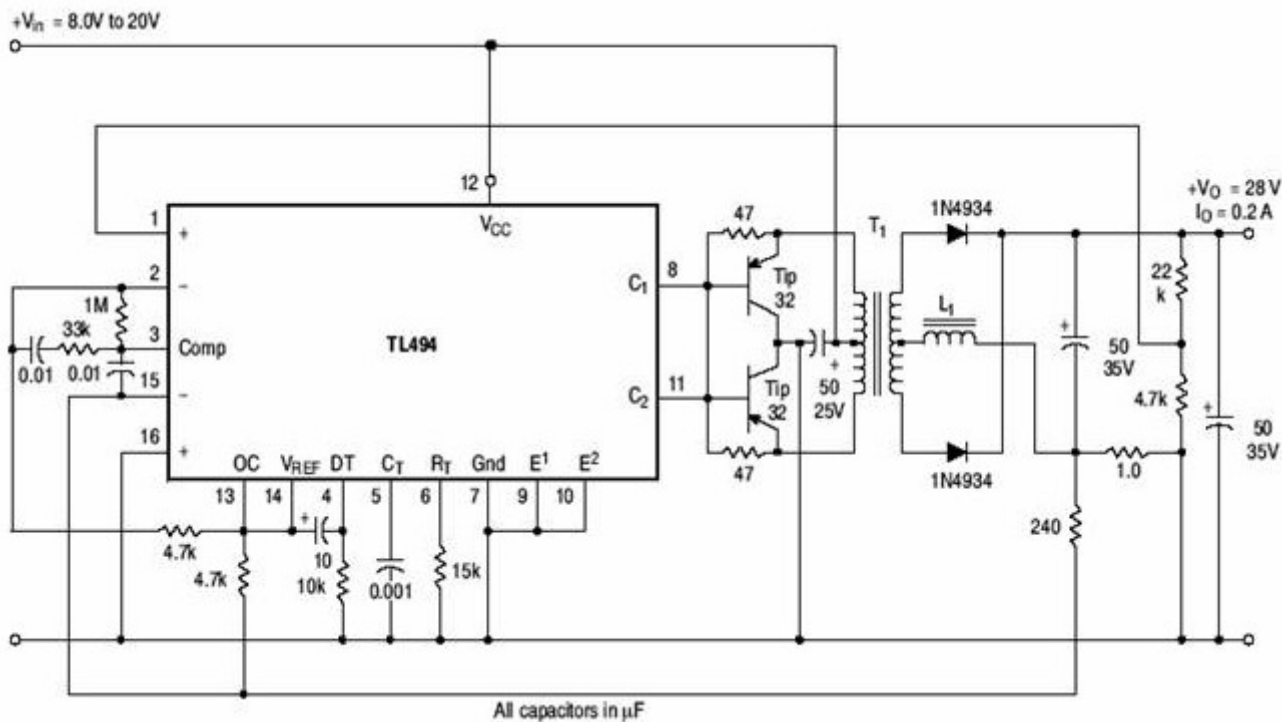 +Vin = 8.0V to 20V
12
VCC
+VO = 28 V
IO = 0.2 A
1
+
2
−
1M
33k
3
Comp
0.01
0.01
15
−
16
+
TL494
C1
8
C2
11
47
Tip
32
Tip
32
47
+
50
25V
T1
1N4934
L1
1N4934
+
50
35V
22
k
4.7k
1.0
+
50
35V
240
OC
VREF
DT
CT
RT
Gnd
E1
E2
13
14
4
5
6
7
9
10
4.7k
4.7k
+
10
10k
0.001
15k
All capacitors in μF